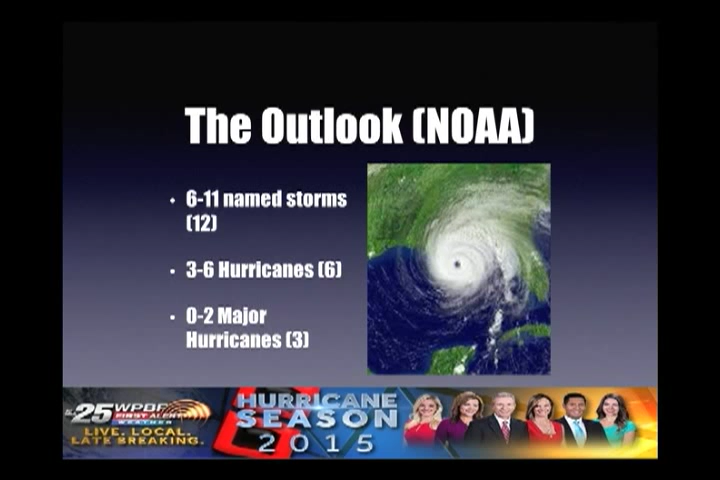 The Outlook (NOAA)
• 6-11 named storms
(12)
• 3-6 Hurricanes (6)
• 0-2 Major
Hurricanes (3)
25 WPBF
FIRST ALERT
WEATHER
LIVE. LOCAL.
LATE BREAKING.
HURRICANE
SEASON
2015